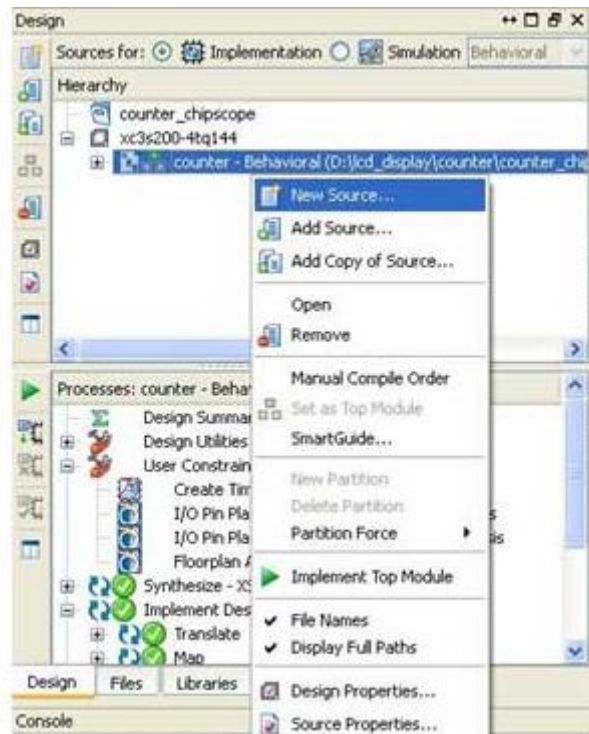 Design
Sources for: Implementation Simulation Behavioral
Hierarchy
counter_chipscope
xc3s200-4tq144
counter - Behavioral (D:\lcd_display\counter\counter_chi
New Source...
Add Source...
Add Copy of Source...
Open
Remove
Manual Compile Order
Set as Top Module
SmartGuide...
New Partition
Delete Partition
Partition Force
Implement Top Module
File Names
Display Full Paths
Design Properties...
Source Properties...
Processes: counter - Behav
Design Summar
Design Utilities
User Constrain
Create Tim
I/O Pin Pla
I/O Pin Pla
Floorplan A
Synthesize - XS
Implement Des
Translate
Map
Design Files Libraries
Console